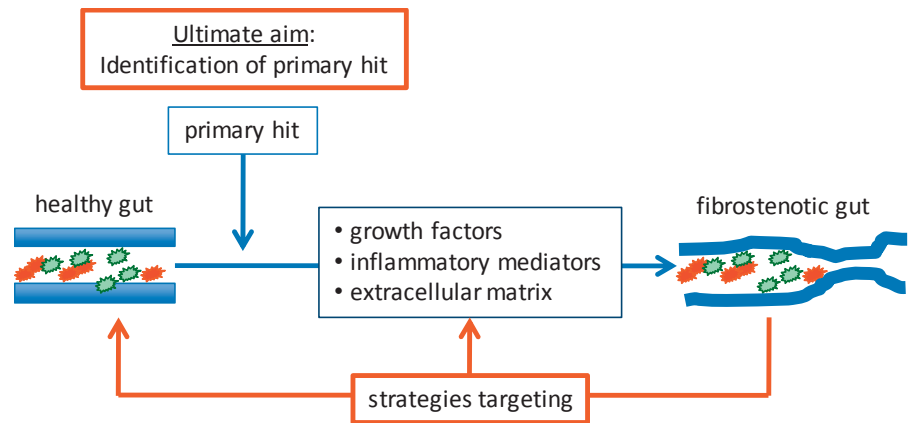 Ultimate aim:
Identification of primary hit
primary hit
healthy gut
• growth factors
• inflammatory mediators
• extracellular matrix
fibrostenotic gut
strategies targeting